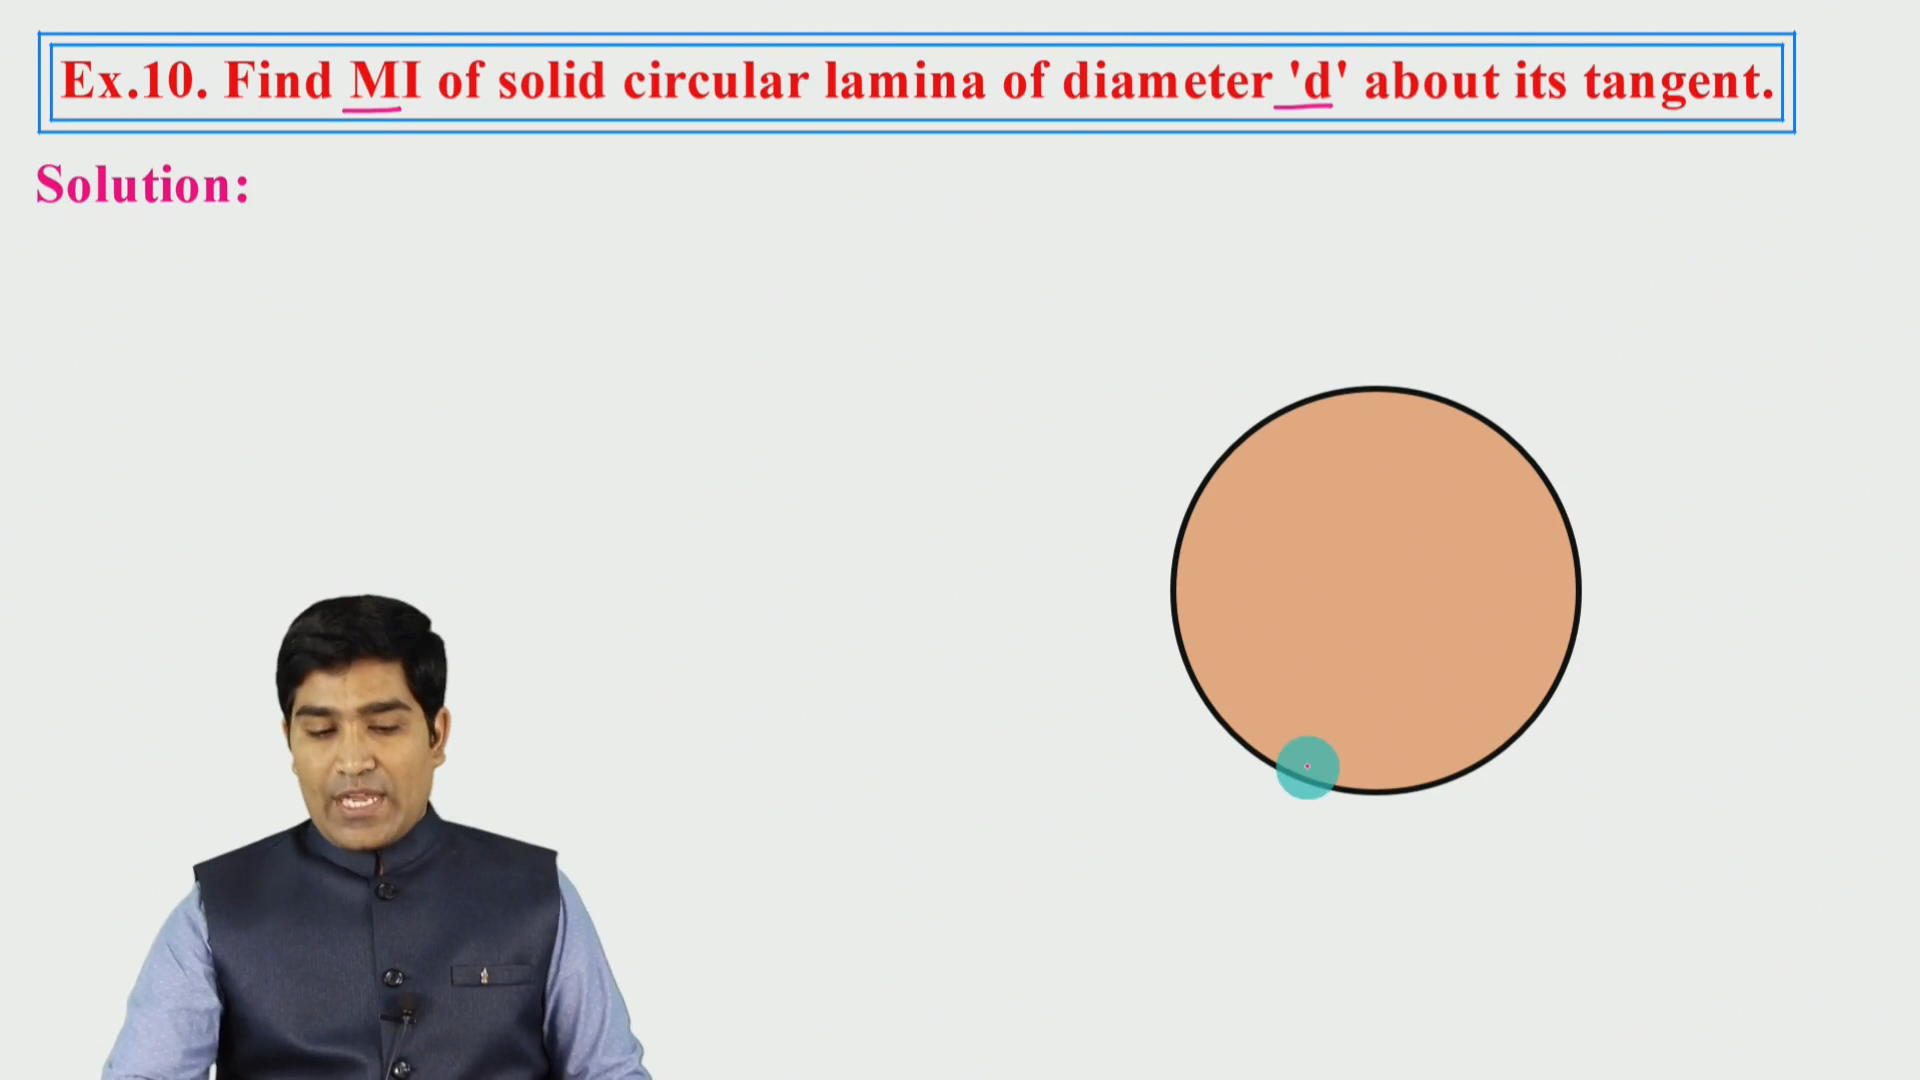 Ex.10. Find MI of solid circular lamina of diameter 'd' about its tangent.
Solution: